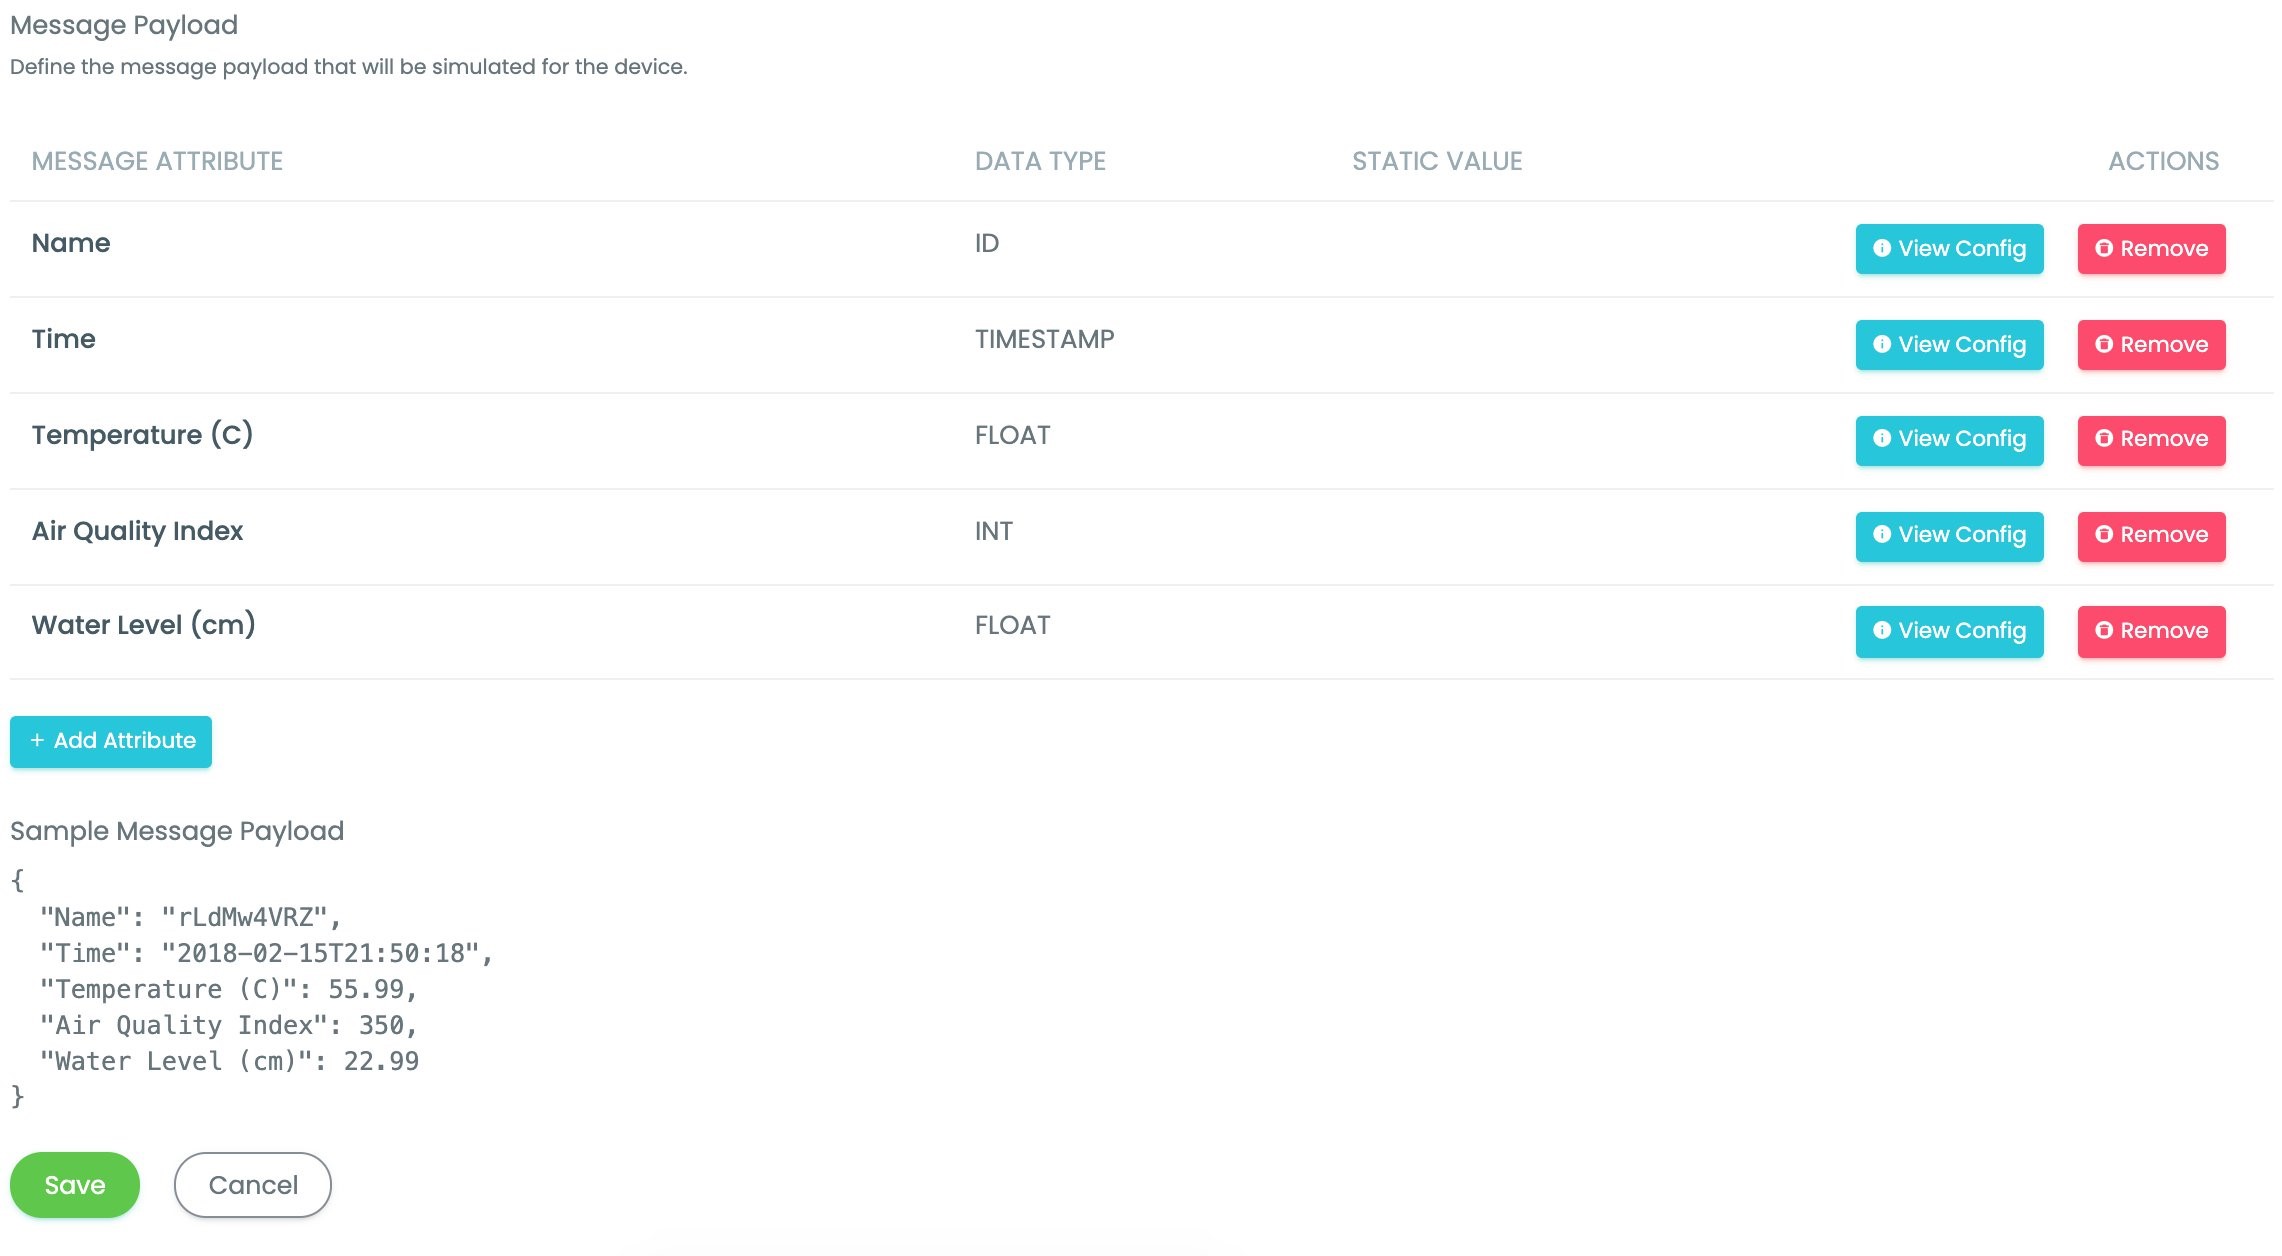 Message Payload
Define the message payload that will be simulated for the device.
MESSAGE ATTRIBUTE DATA TYPE STATIC VALUE ACTIONS
Name ID View Config Remove
Time TIMESTAMP View Config Remove
Temperature (C) FLOAT View Config Remove
Air Quality Index INT View Config Remove
Water Level (cm) FLOAT View Config Remove
+ Add Attribute
Sample Message Payload
{
  "Name": "rLdMw4VRZ",
  "Time": "2018-02-15T21:50:18",
  "Temperature (C)": 55.99,
  "Air Quality Index": 350,
  "Water Level (cm)": 22.99
}
Save Cancel